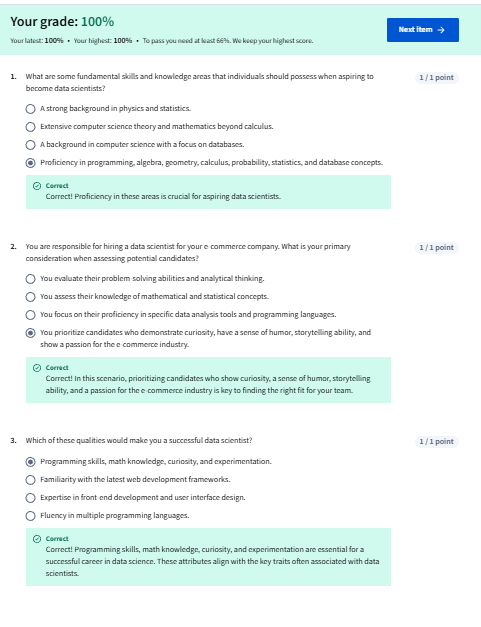 Your grade: 100%
Your latest: 100% • Your highest: 100% • To pass you need at least 66%. We keep your highest score.
Next item →
1. What are some fundamental skills and knowledge areas that individuals should possess when aspiring to
become data scientists?
1 / 1 point
A strong background in physics and statistics.
Extensive computer science theory and mathematics beyond calculus.
A background in computer science with a focus on databases.
Proficiency in programming, algebra, geometry, calculus, probability, statistics, and database concepts.
Correct
Correct! Proficiency in these areas is crucial for aspiring data scientists.
2. You are responsible for hiring a data scientist for your e-commerce company. What is your primary
consideration when assessing potential candidates?
1 / 1 point
You evaluate their problem-solving abilities and analytical thinking.
You assess their knowledge of mathematical and statistical concepts.
You focus on their proficiency in specific data analysis tools and programming languages.
You prioritize candidates who demonstrate curiosity, have a sense of humor, storytelling ability, and
show a passion for the e-commerce industry.
Correct
Correct! In this scenario, prioritizing candidates who show curiosity, a sense of humor, storytelling
ability, and a passion for the e-commerce industry is key to finding the right fit for your team.
3. Which of these qualities would make you a successful data scientist?
1 / 1 point
Programming skills, math knowledge, curiosity, and experimentation.
Familiarity with the latest web development frameworks.
Expertise in front-end development and user interface design.
Fluency in multiple programming languages.
Correct
Correct! Programming skills, math knowledge, curiosity, and experimentation are essential for a
successful career in data science. These attributes align with the key traits often associated with data
scientists.